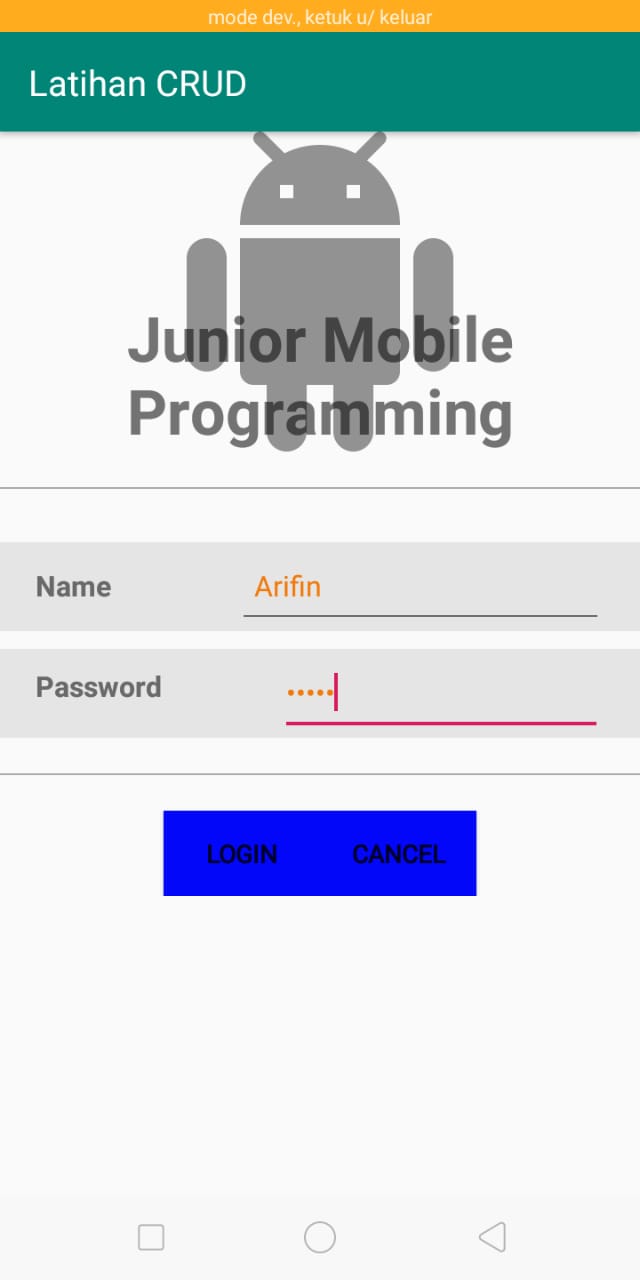 mode dev., ketuk u/ keluar
Latihan CRUD
Junior Mobile
Programming
Name
Arifin
Password
•••••
LOGIN
CANCEL